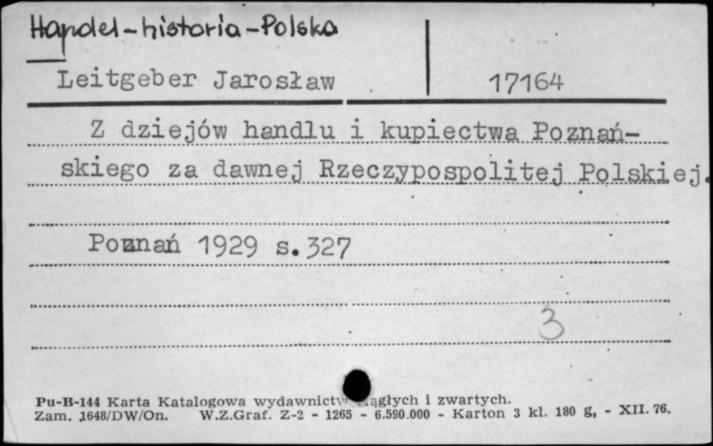 Handel-historia-Polska
Leitgeber Jarosław 17164
Z dziejów handlu i kupiectwa Poznań-
skiego za dawnej Rzeczypospolitej Polskiej.
Poznań 1929 s.327
3
Pu-B-144 Karta Katalogowa wydawnictw ciągłych i zwartych.
Zam. 1648/DW/On. W.Z.Graf. Z-2 - 1265 - 6.590.000 - Karton 3 kl. 180 g, - XII. 76.